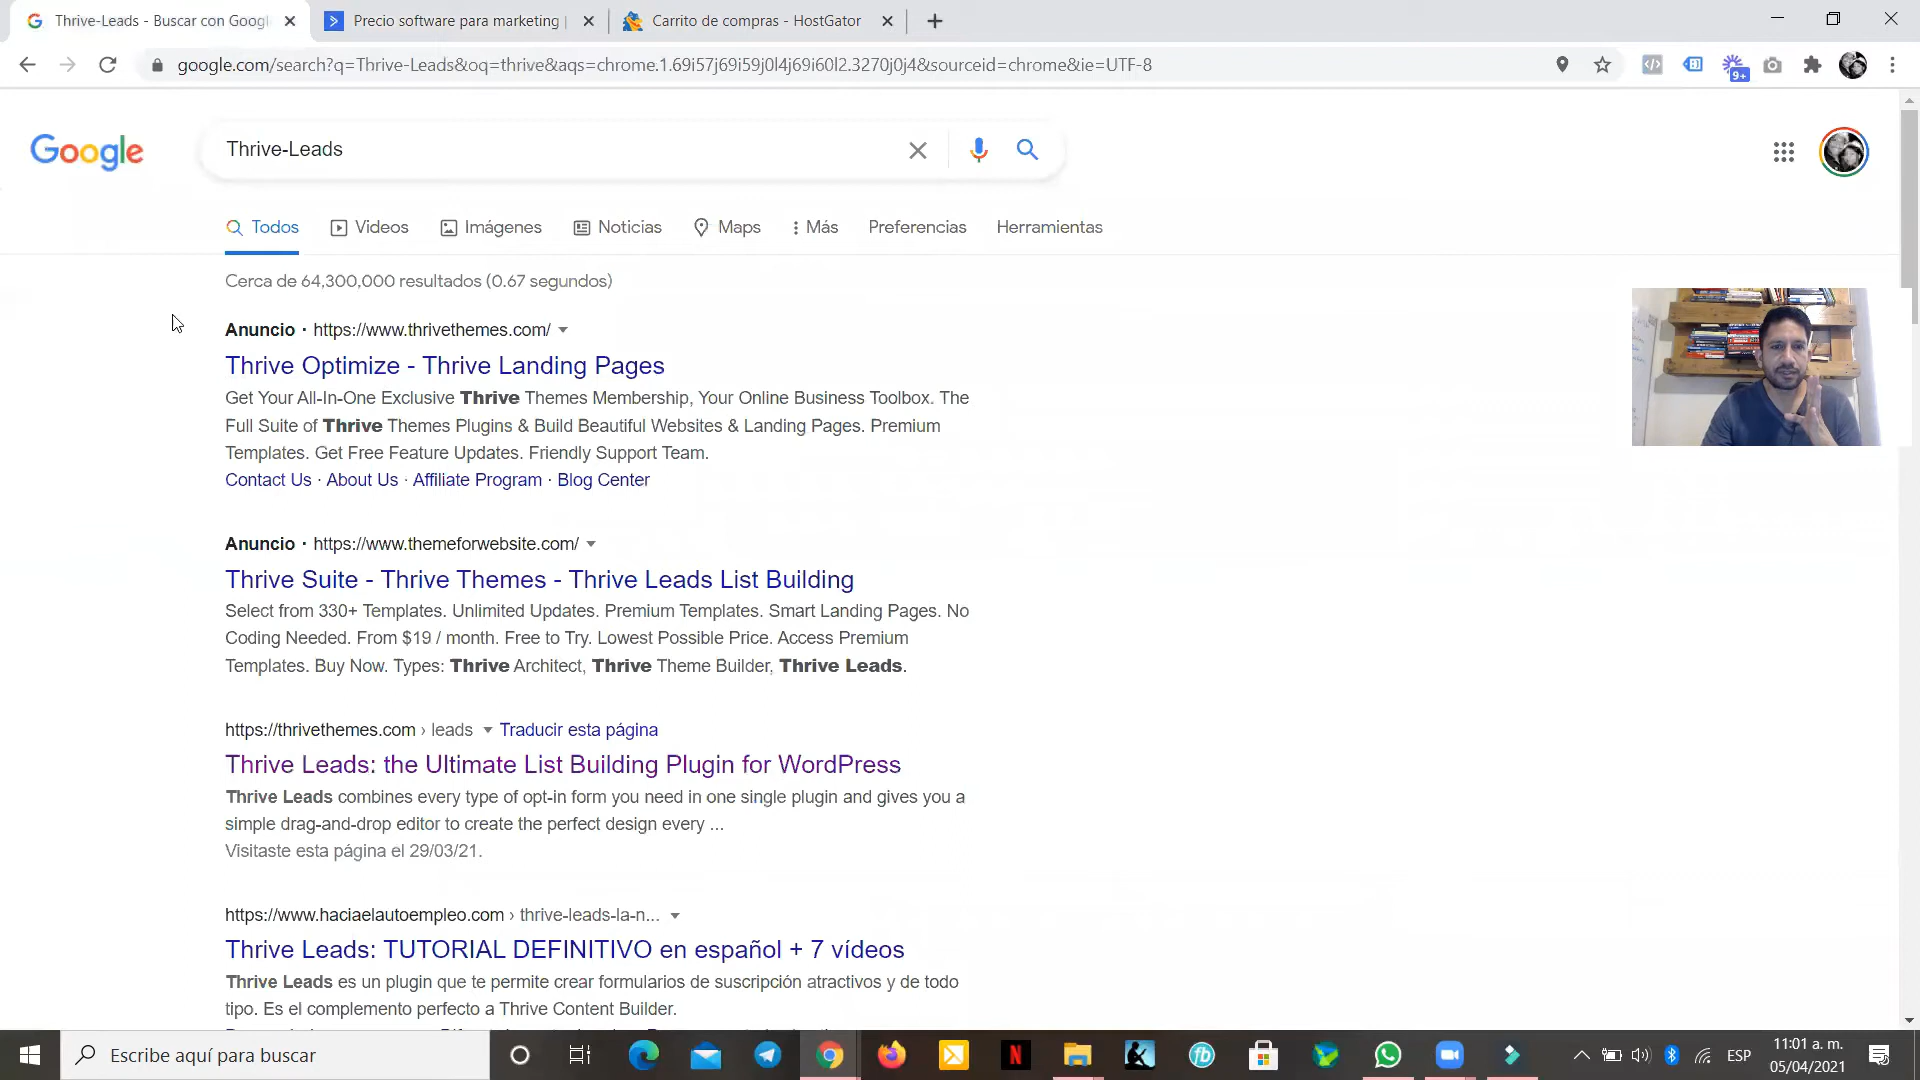 Thrive-Leads - Buscar con Google
Precio software para marketing
Carrito de compras - HostGator
google.com/search?q=Thrive-Leads&oq=thrive&aqs=chrome.1.69i57j69i59j0l4j69i60l2.3270j0j4&sourceid=chrome&ie=UTF-8
9+
Google
Thrive-Leads
Todos Videos Imágenes Noticias Maps Más Preferencias Herramientas
Cerca de 64,300,000 resultados (0.67 segundos)
Anuncio · https://www.thrivethemes.com/
Thrive Optimize - Thrive Landing Pages
Get Your All-In-One Exclusive Thrive Themes Membership, Your Online Business Toolbox. The
Full Suite of Thrive Themes Plugins & Build Beautiful Websites & Landing Pages. Premium
Templates. Get Free Feature Updates. Friendly Support Team.
Contact Us · About Us · Affiliate Program · Blog Center
Anuncio · https://www.themeforwebsite.com/
Thrive Suite - Thrive Themes - Thrive Leads List Building
Select from 330+ Templates. Unlimited Updates. Premium Templates. Smart Landing Pages. No
Coding Needed. From $19 / month. Free to Try. Lowest Possible Price. Access Premium
Templates. Buy Now. Types: Thrive Architect, Thrive Theme Builder, Thrive Leads.
https://thrivethemes.com › leads Traducir esta página
Thrive Leads: the Ultimate List Building Plugin for WordPress
Thrive Leads combines every type of opt-in form you need in one single plugin and gives you a
simple drag-and-drop editor to create the perfect design every ...
Visitaste esta página el 29/03/21.
https://www.haciaelautoempleo.com › thrive-leads-la-n...
Thrive Leads: TUTORIAL DEFINITIVO en español + 7 vídeos
Thrive Leads es un plugin que te permite crear formularios de suscripción atractivos y de todo
tipo. Es el complemento perfecto a Thrive Content Builder.
Escribe aquí para buscar
N
fb
ESP
11:01 a. m.
05/04/2021